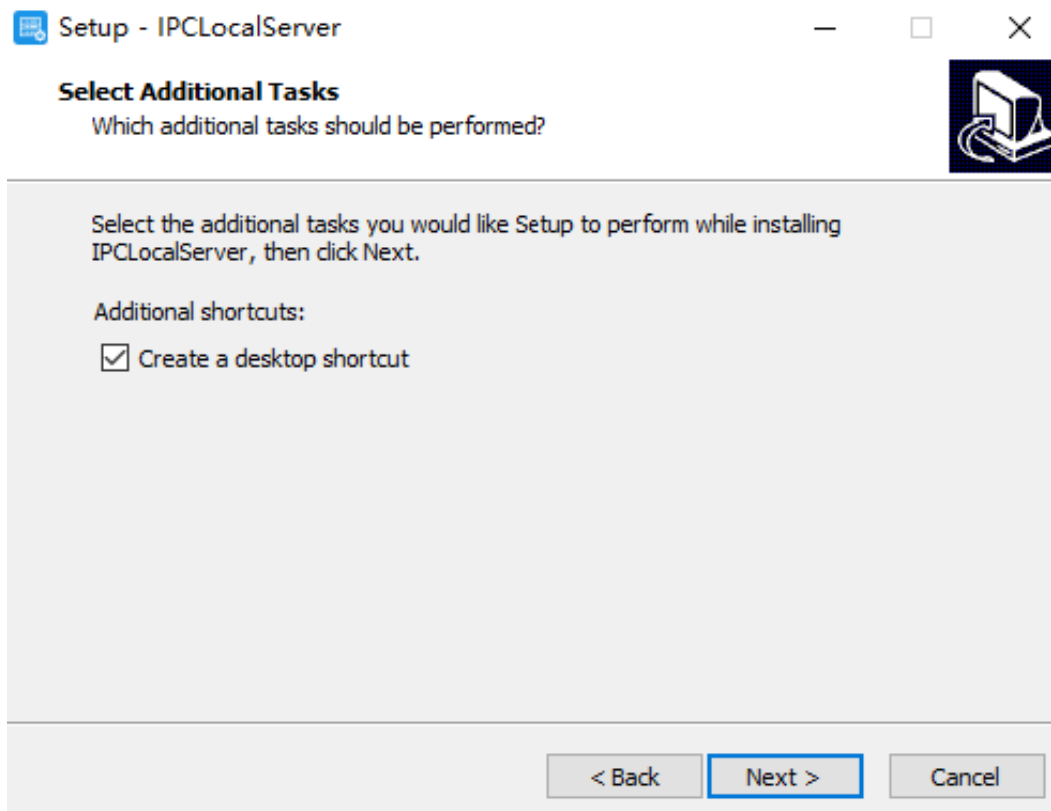 Setup - IPCLocalServer
Select Additional Tasks
Which additional tasks should be performed?
Select the additional tasks you would like Setup to perform while installing
IPCLocalServer, then click Next.
Additional shortcuts:
Create a desktop shortcut
< Back
Next >
Cancel